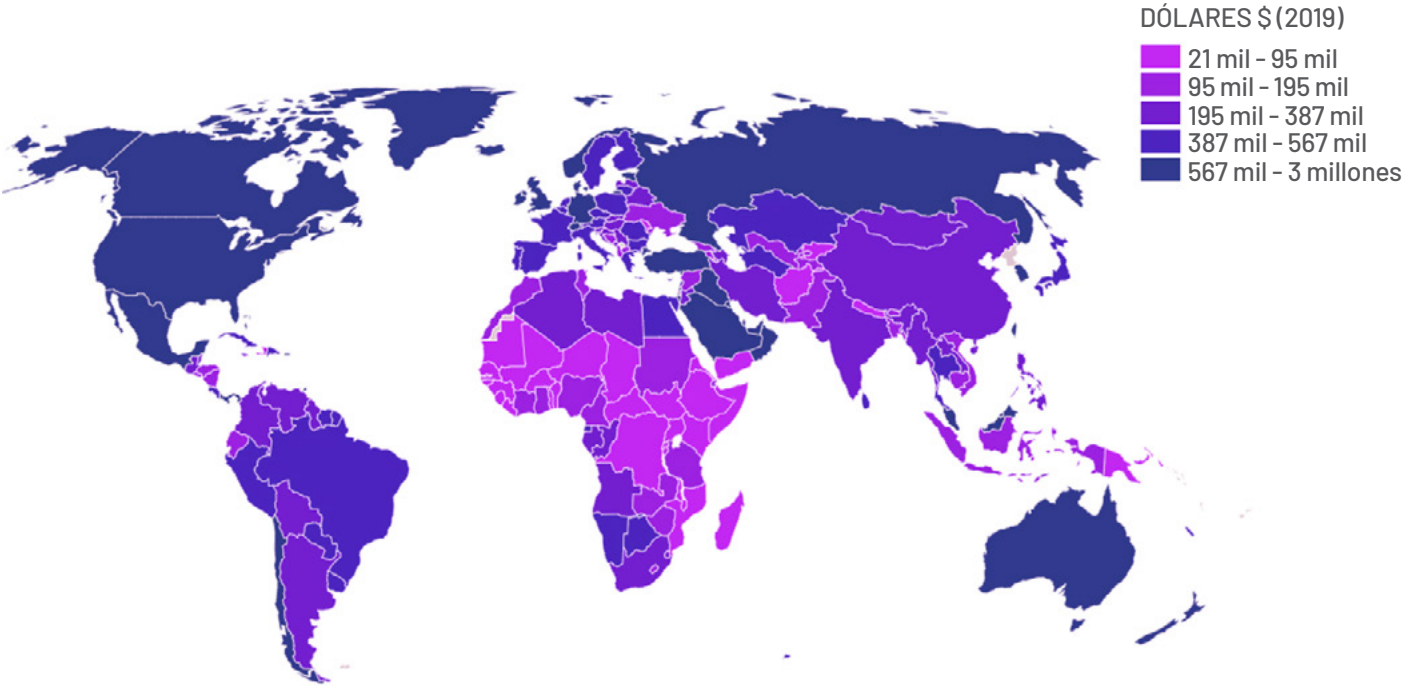 DÓLARES $ (2019)
21 mil - 95 mil
95 mil - 195 mil
195 mil - 387 mil
387 mil - 567 mil
567 mil - 3 millones